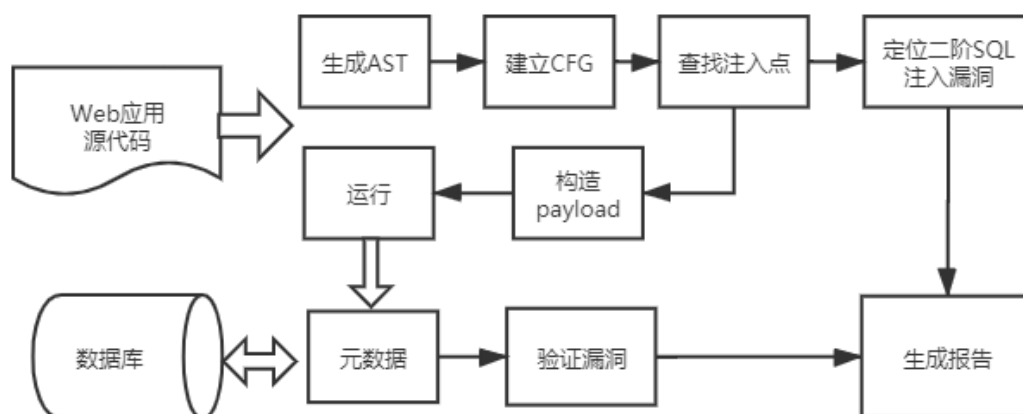 Web应用
源代码
生成AST
建立CFG
查找注入点
定位二阶SQL
注入漏洞
运行
构造
payload
数据库
元数据
验证漏洞
生成报告